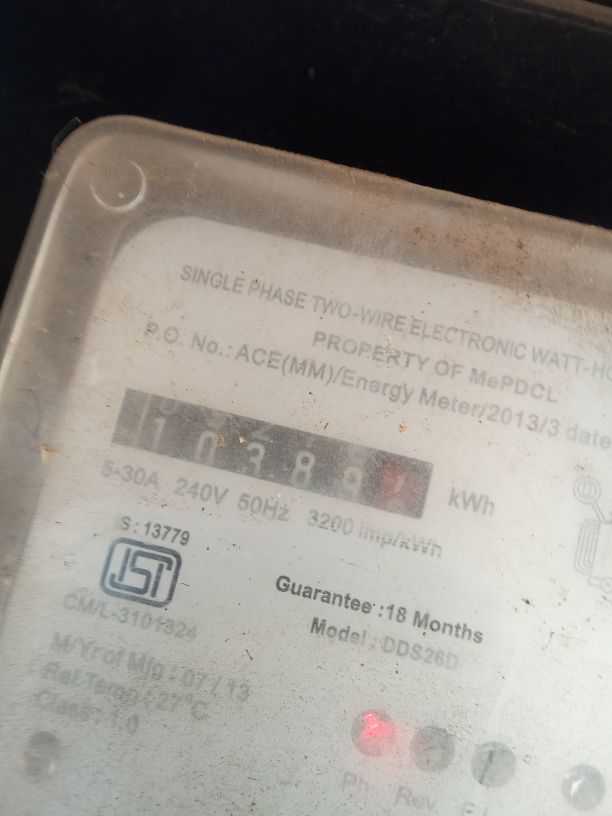 SINGLE PHASE TWO-WIRE ELECTRONIC WATT-HO
PROPERTY OF MePDCL
P.O. No.: ACE(MM)/Energy Meter/2013/3 date
10389 kWh
5-30A 240V 50Hz 3200 imp/kWh
S: 13779
ISI
CM/L-3101324
Guarantee :18 Months
Model : DDS26D
M/Yr of Mfg : 07 / 13
Ref.Temp : 27°C
Class : 1.0
Ph. Rev.